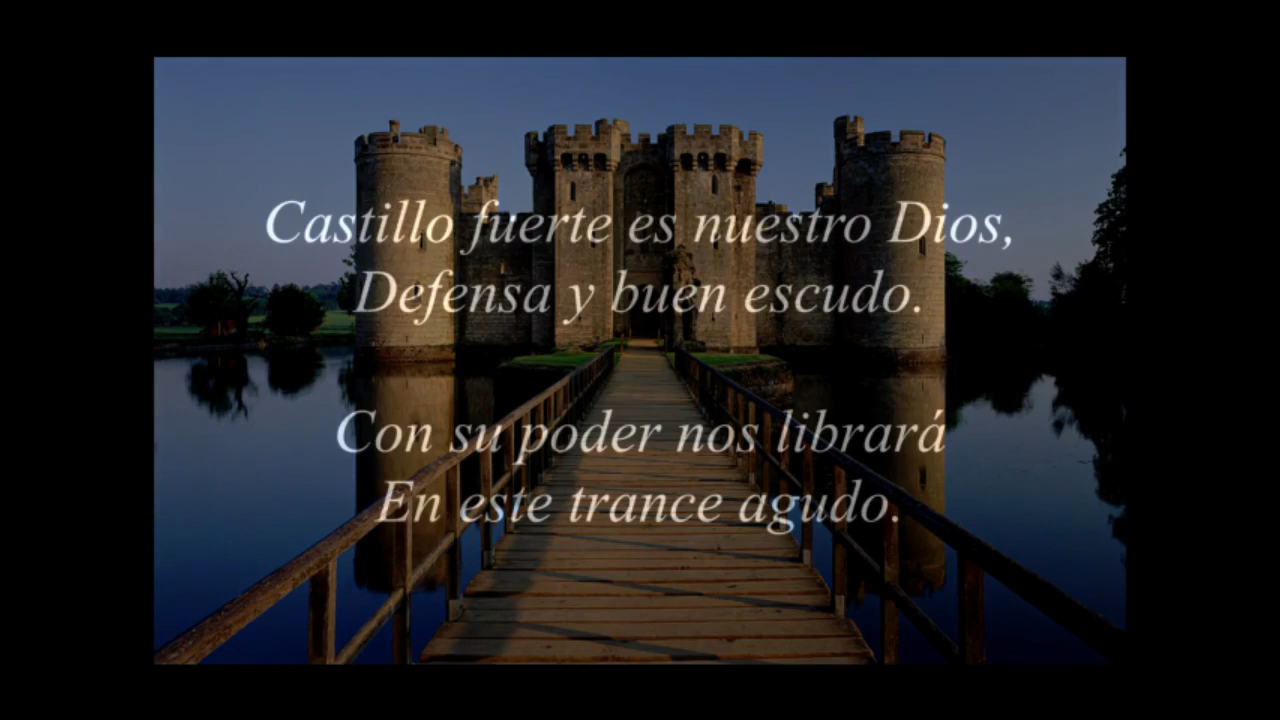 Castillo fuerte es nuestro Dios,
Defensa y buen escudo.
Con su poder nos librará
En este trance agudo.